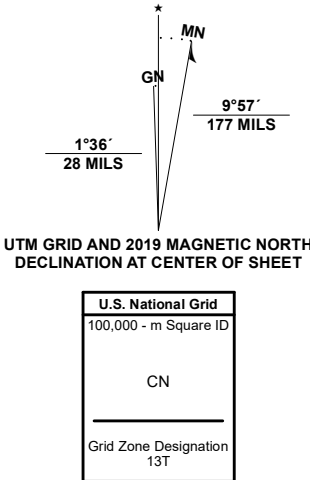 ★
MN
GN
9°57´
177 MILS
1°36´
28 MILS
UTM GRID AND 2019 MAGNETIC NORTH
DECLINATION AT CENTER OF SHEET
U.S. National Grid
100,000 - m Square ID
CN
Grid Zone Designation
13T